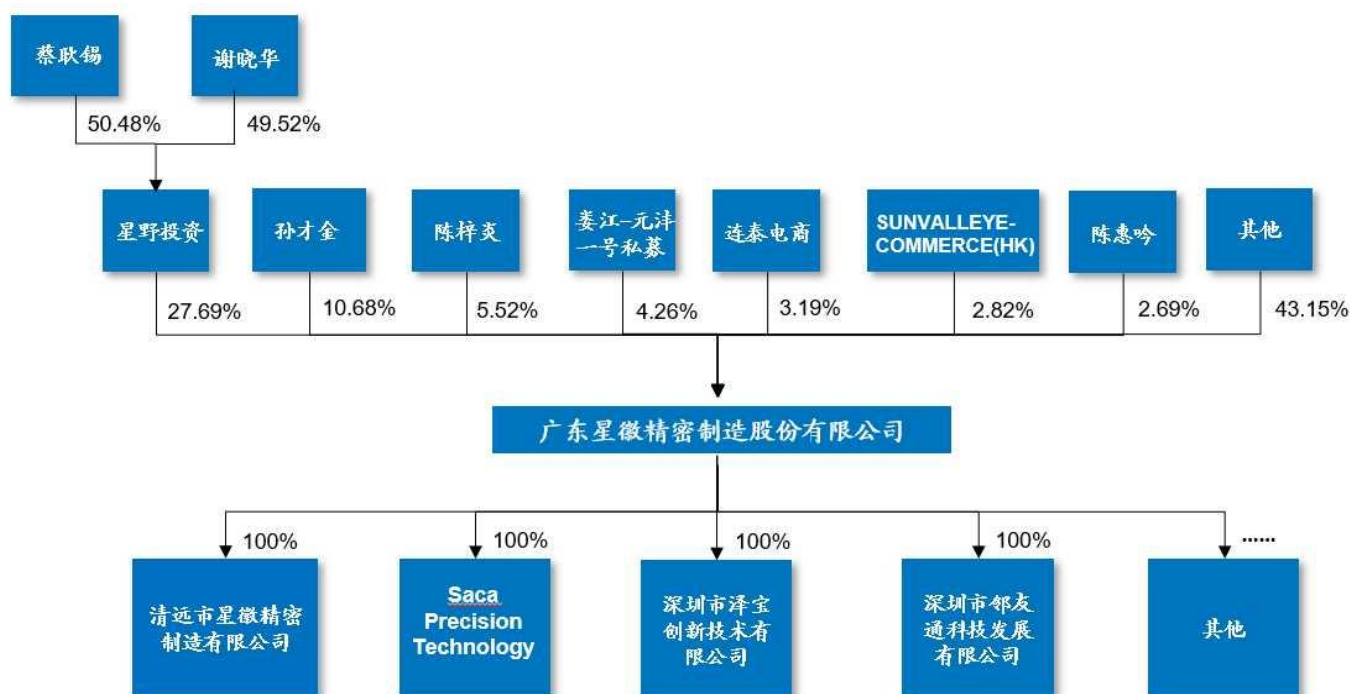 蔡耿锡
谢晓华
50.48%
49.52%
星野投资
孙才金
陈梓炎
娄江-元沣
一号私募
连泰电商
SUNVALLEYE-
COMMERCE(HK)
陈惠吟
其他
27.69%
10.68%
5.52%
4.26%
3.19%
2.82%
2.69%
43.15%
广东星徽精密制造股份有限公司
100%
100%
100%
100%
......
清远市星徽精密
制造有限公司
Saca
Precision
Technology
深圳市泽宝
创新技术有
限公司
深圳市邻友
通科技发展
有限公司
其他